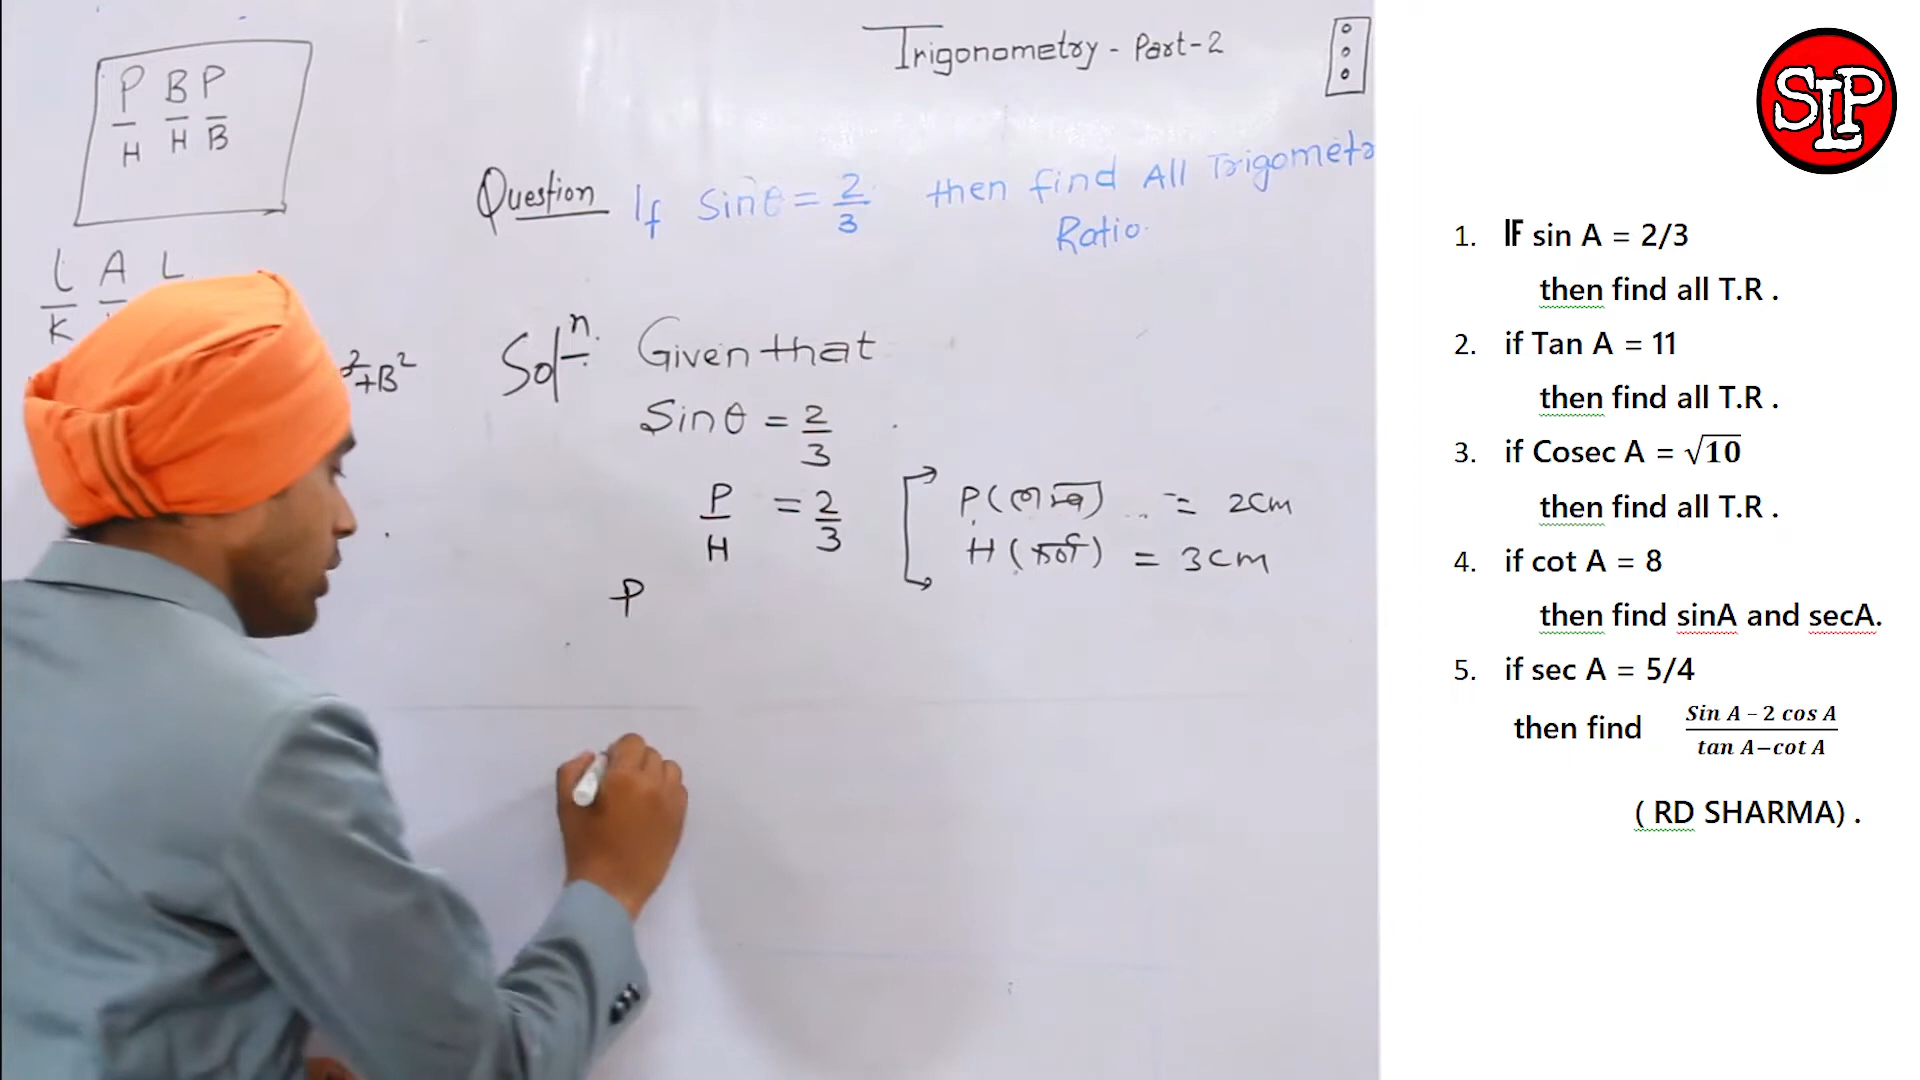 Trigonometry - Part-2
P B P
H H B
L A L
K
Question If Sinθ = 2/3 then find All Trigomet
Ratio.
²+B²
Solⁿ. Given that
Sinθ = 2/3
P/H = 2/3
P (लम्ब) = 2cm
H (कर्ण) = 3cm
P
SLP
1. IF sin A = 2/3
then find all T.R .
2. if Tan A = 11
then find all T.R .
3. if Cosec A = √10
then find all T.R .
4. if cot A = 8
then find sinA and secA.
5. if sec A = 5/4
then find Sin A – 2 cos A / tan A–cot A
( RD SHARMA) .